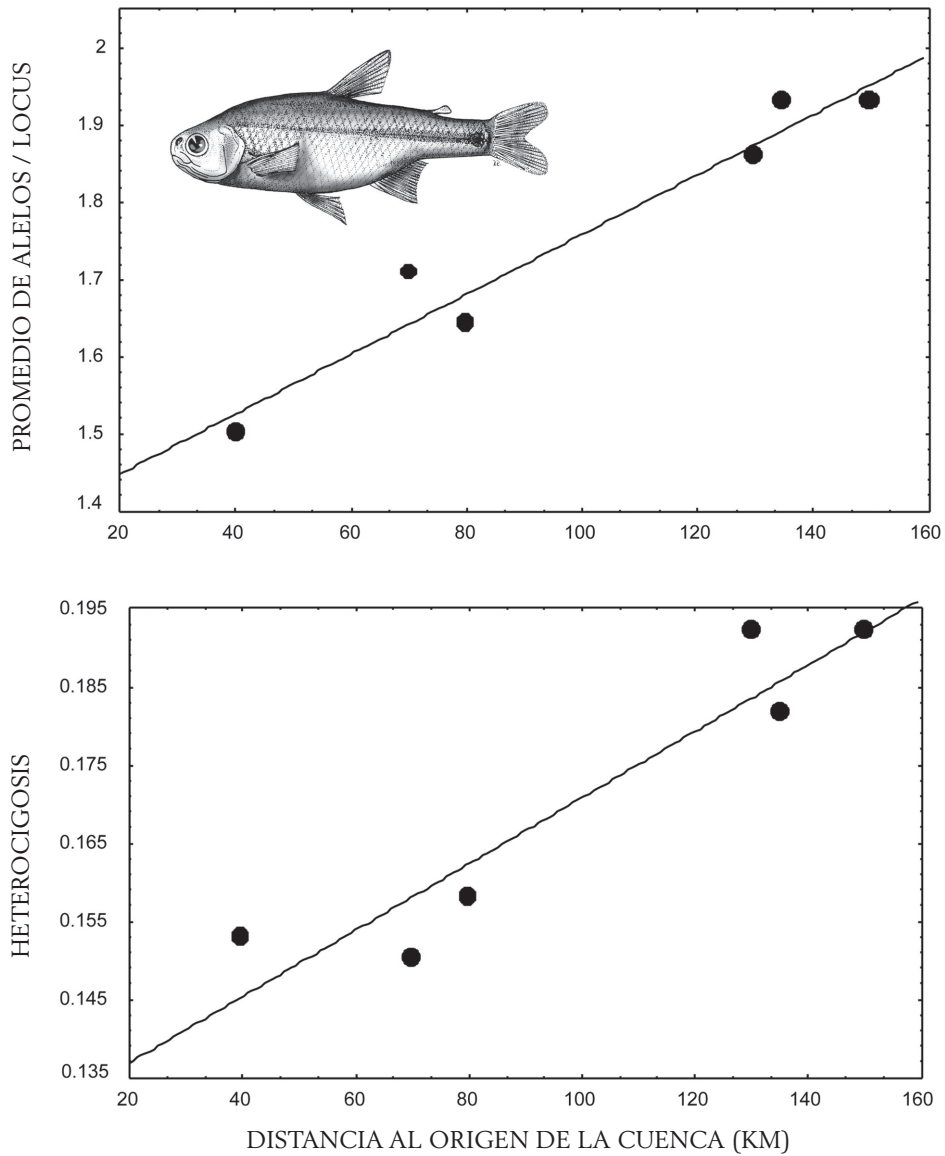 PROMEDIO DE ALELOS / LOCUS
2
1.9
1.8
1.7
1.6
1.5
1.4
20 40 60 80 100 120 140 160
HETEROCIGOSIS
0.195
0.185
0.175
0.165
0.155
0.145
0.135
20 40 60 80 100 120 140 160
DISTANCIA AL ORIGEN DE LA CUENCA (KM)